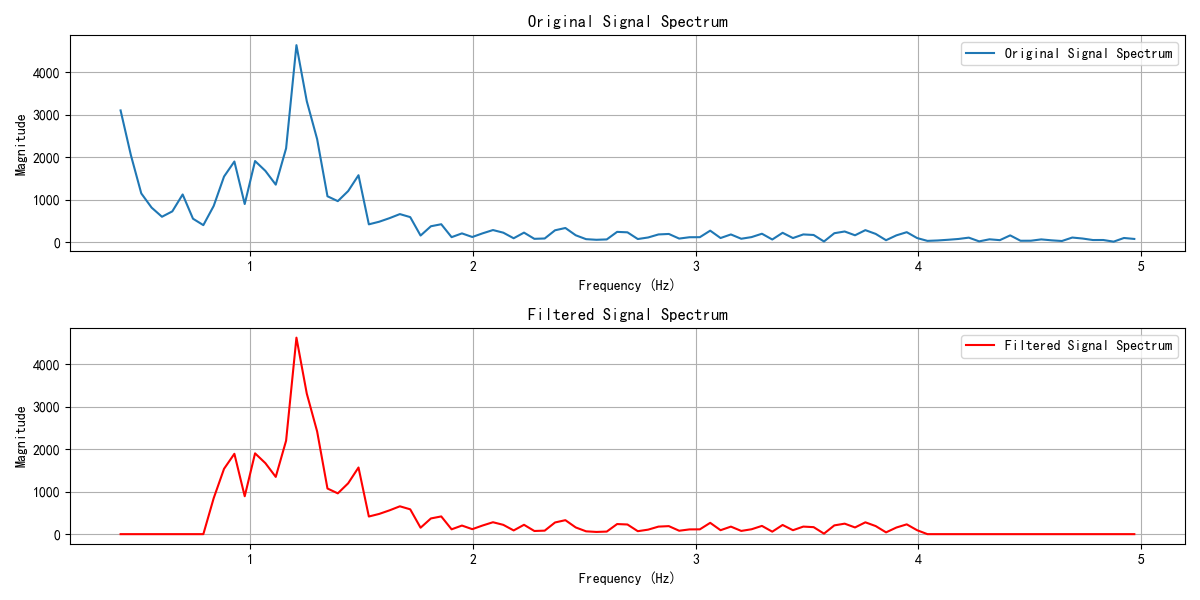 Original Signal Spectrum
Original Signal Spectrum
Magnitude
4000
3000
2000
1000
0
1
2
3
4
5
Frequency (Hz)
Filtered Signal Spectrum
Filtered Signal Spectrum
Magnitude
4000
3000
2000
1000
0
1
2
3
4
5
Frequency (Hz)